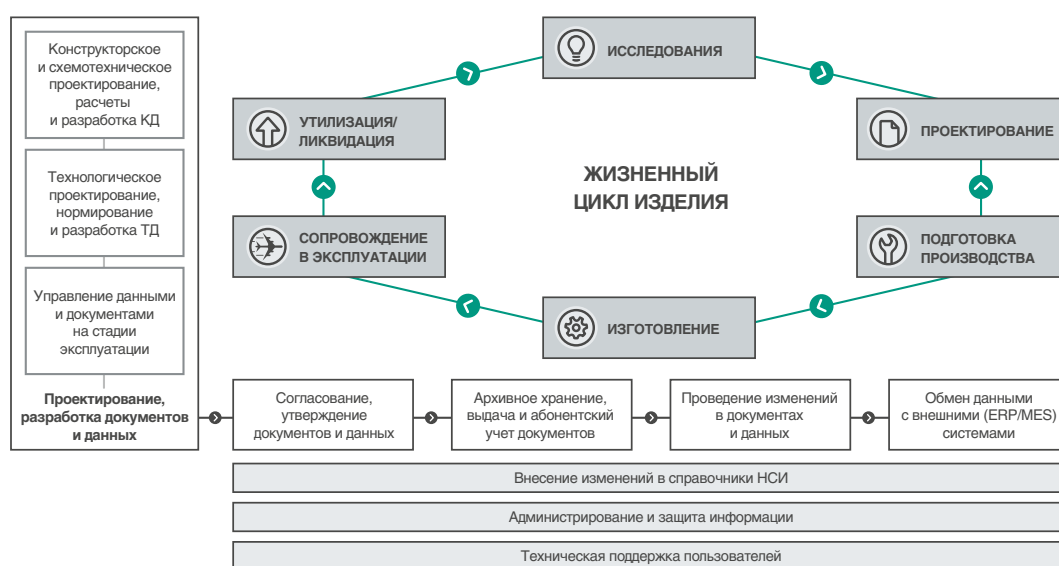 Конструкторское
и схемотехническое
проектирование,
расчеты
и разработка КД
Технологическое
проектирование,
нормирование
и разработка ТД
Управление данными
и документами
на стадии
эксплуатации
Проектирование,
разработка документов
и данных
ИССЛЕДОВАНИЯ
УТИЛИЗАЦИЯ/
ЛИКВИДАЦИЯ
ПРОЕКТИРОВАНИЕ
ЖИЗНЕННЫЙ
ЦИКЛ ИЗДЕЛИЯ
СОПРОВОЖДЕНИЕ
В ЭКСПЛУАТАЦИИ
ПОДГОТОВКА
ПРОИЗВОДСТВА
ИЗГОТОВЛЕНИЕ
Согласование,
утверждение
документов и данных
Архивное хранение,
выдача и абонентский
учет документов
Проведение изменений
в документах
и данных
Обмен данными
с внешними (ERP/MES)
системами
Внесение изменений в справочники НСИ
Администрирование и защита информации
Техническая поддержка пользователей